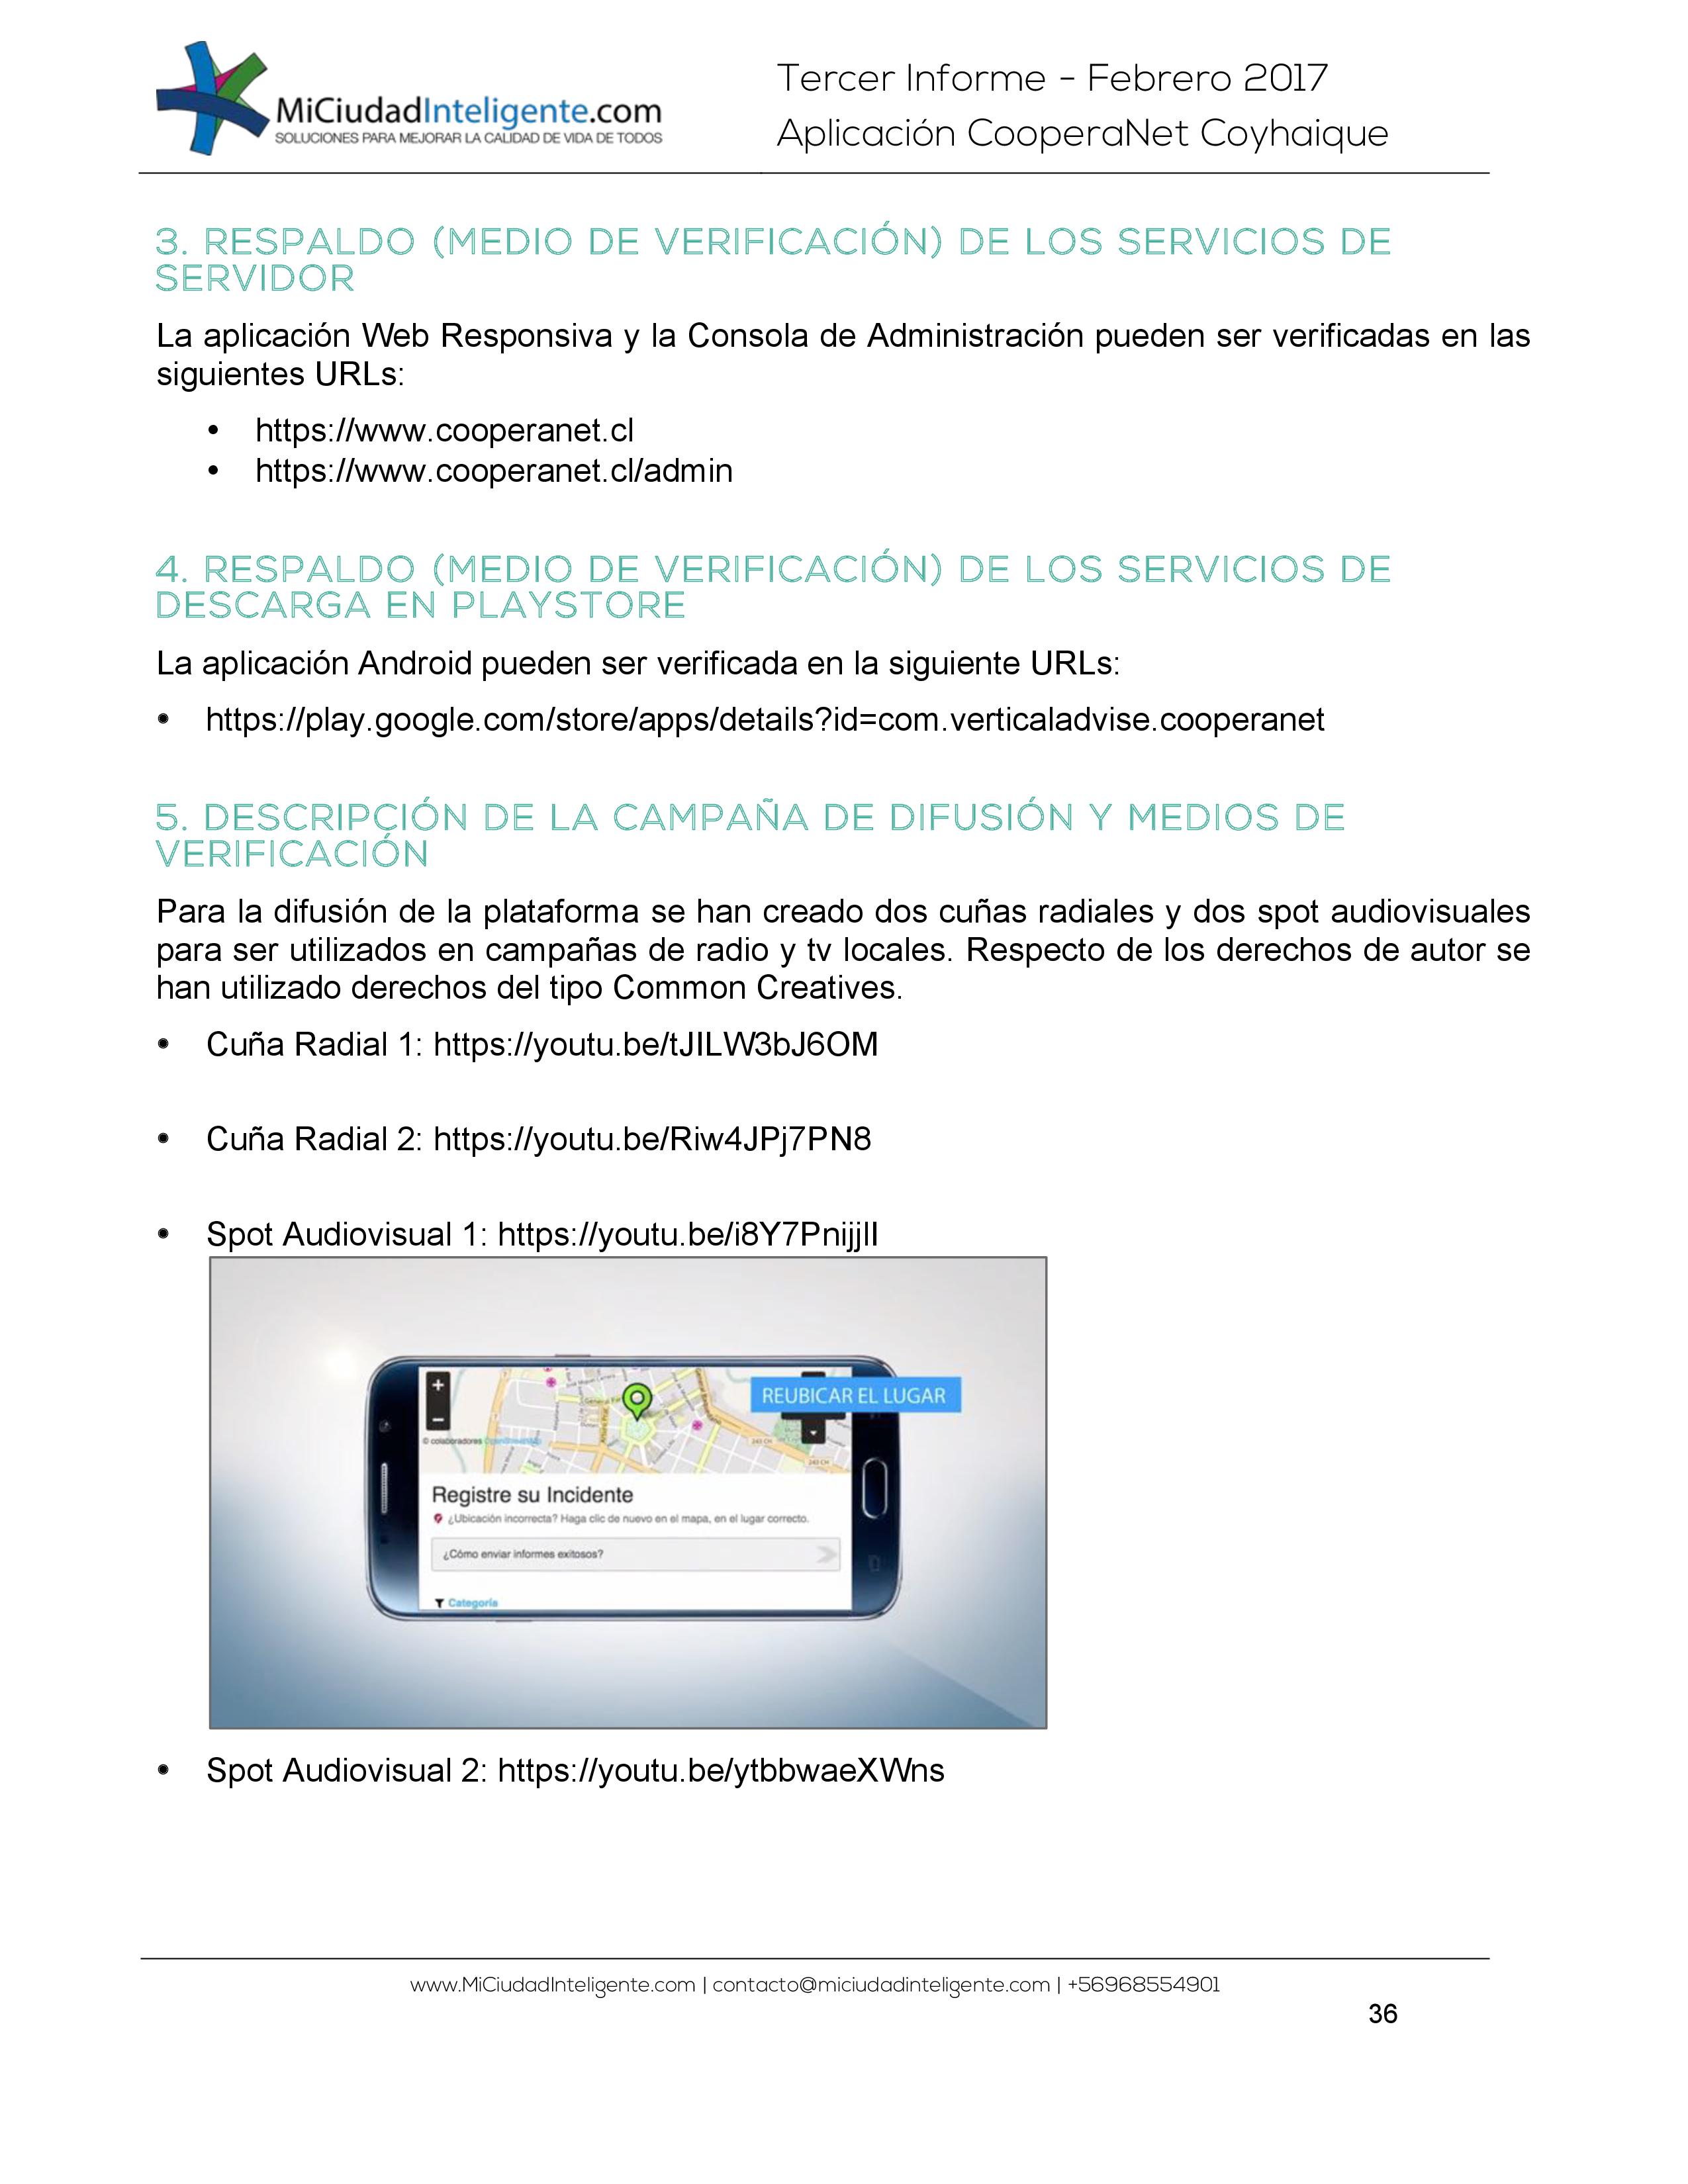 MiCiudadInteligente.com
SOLUCIONES PARA MEJORAR LA CALIDAD DE VIDA DE TODOS
Tercer Informe - Febrero 2017
Aplicación CooperaNet Coyhaique
3. RESPALDO (MEDIO DE VERIFICACIÓN) DE LOS SERVICIOS DE
SERVIDOR
La aplicación Web Responsiva y la Consola de Administración pueden ser verificadas en las
siguientes URLs:
• https://www.cooperanet.cl
• https://www.cooperanet.cl/admin
4. RESPALDO (MEDIO DE VERIFICACIÓN) DE LOS SERVICIOS DE
DESCARGA EN PLAYSTORE
La aplicación Android pueden ser verificada en la siguiente URLs:
• https://play.google.com/store/apps/details?id=com.verticaladvise.cooperanet
5. DESCRIPCIÓN DE LA CAMPAÑA DE DIFUSIÓN Y MEDIOS DE
VERIFICACIÓN
Para la difusión de la plataforma se han creado dos cuñas radiales y dos spot audiovisuales
para ser utilizados en campañas de radio y tv locales. Respecto de los derechos de autor se
han utilizado derechos del tipo Common Creatives.
• Cuña Radial 1: https://youtu.be/tJILW3bJ6OM
• Cuña Radial 2: https://youtu.be/Riw4JPj7PN8
• Spot Audiovisual 1: https://youtu.be/i8Y7PnijjlI
REUBICAR EL LUGAR
© colaboradores OpenStreetMap
Registre su Incidente
¿Ubicación incorrecta? Haga clic de nuevo en el mapa, en el lugar correcto.
¿Cómo enviar informes exitosos?
Categoría
• Spot Audiovisual 2: https://youtu.be/ytbbwaeXWns
www.MiCiudadInteligente.com | contacto@miciudadinteligente.com | +56968554901
36